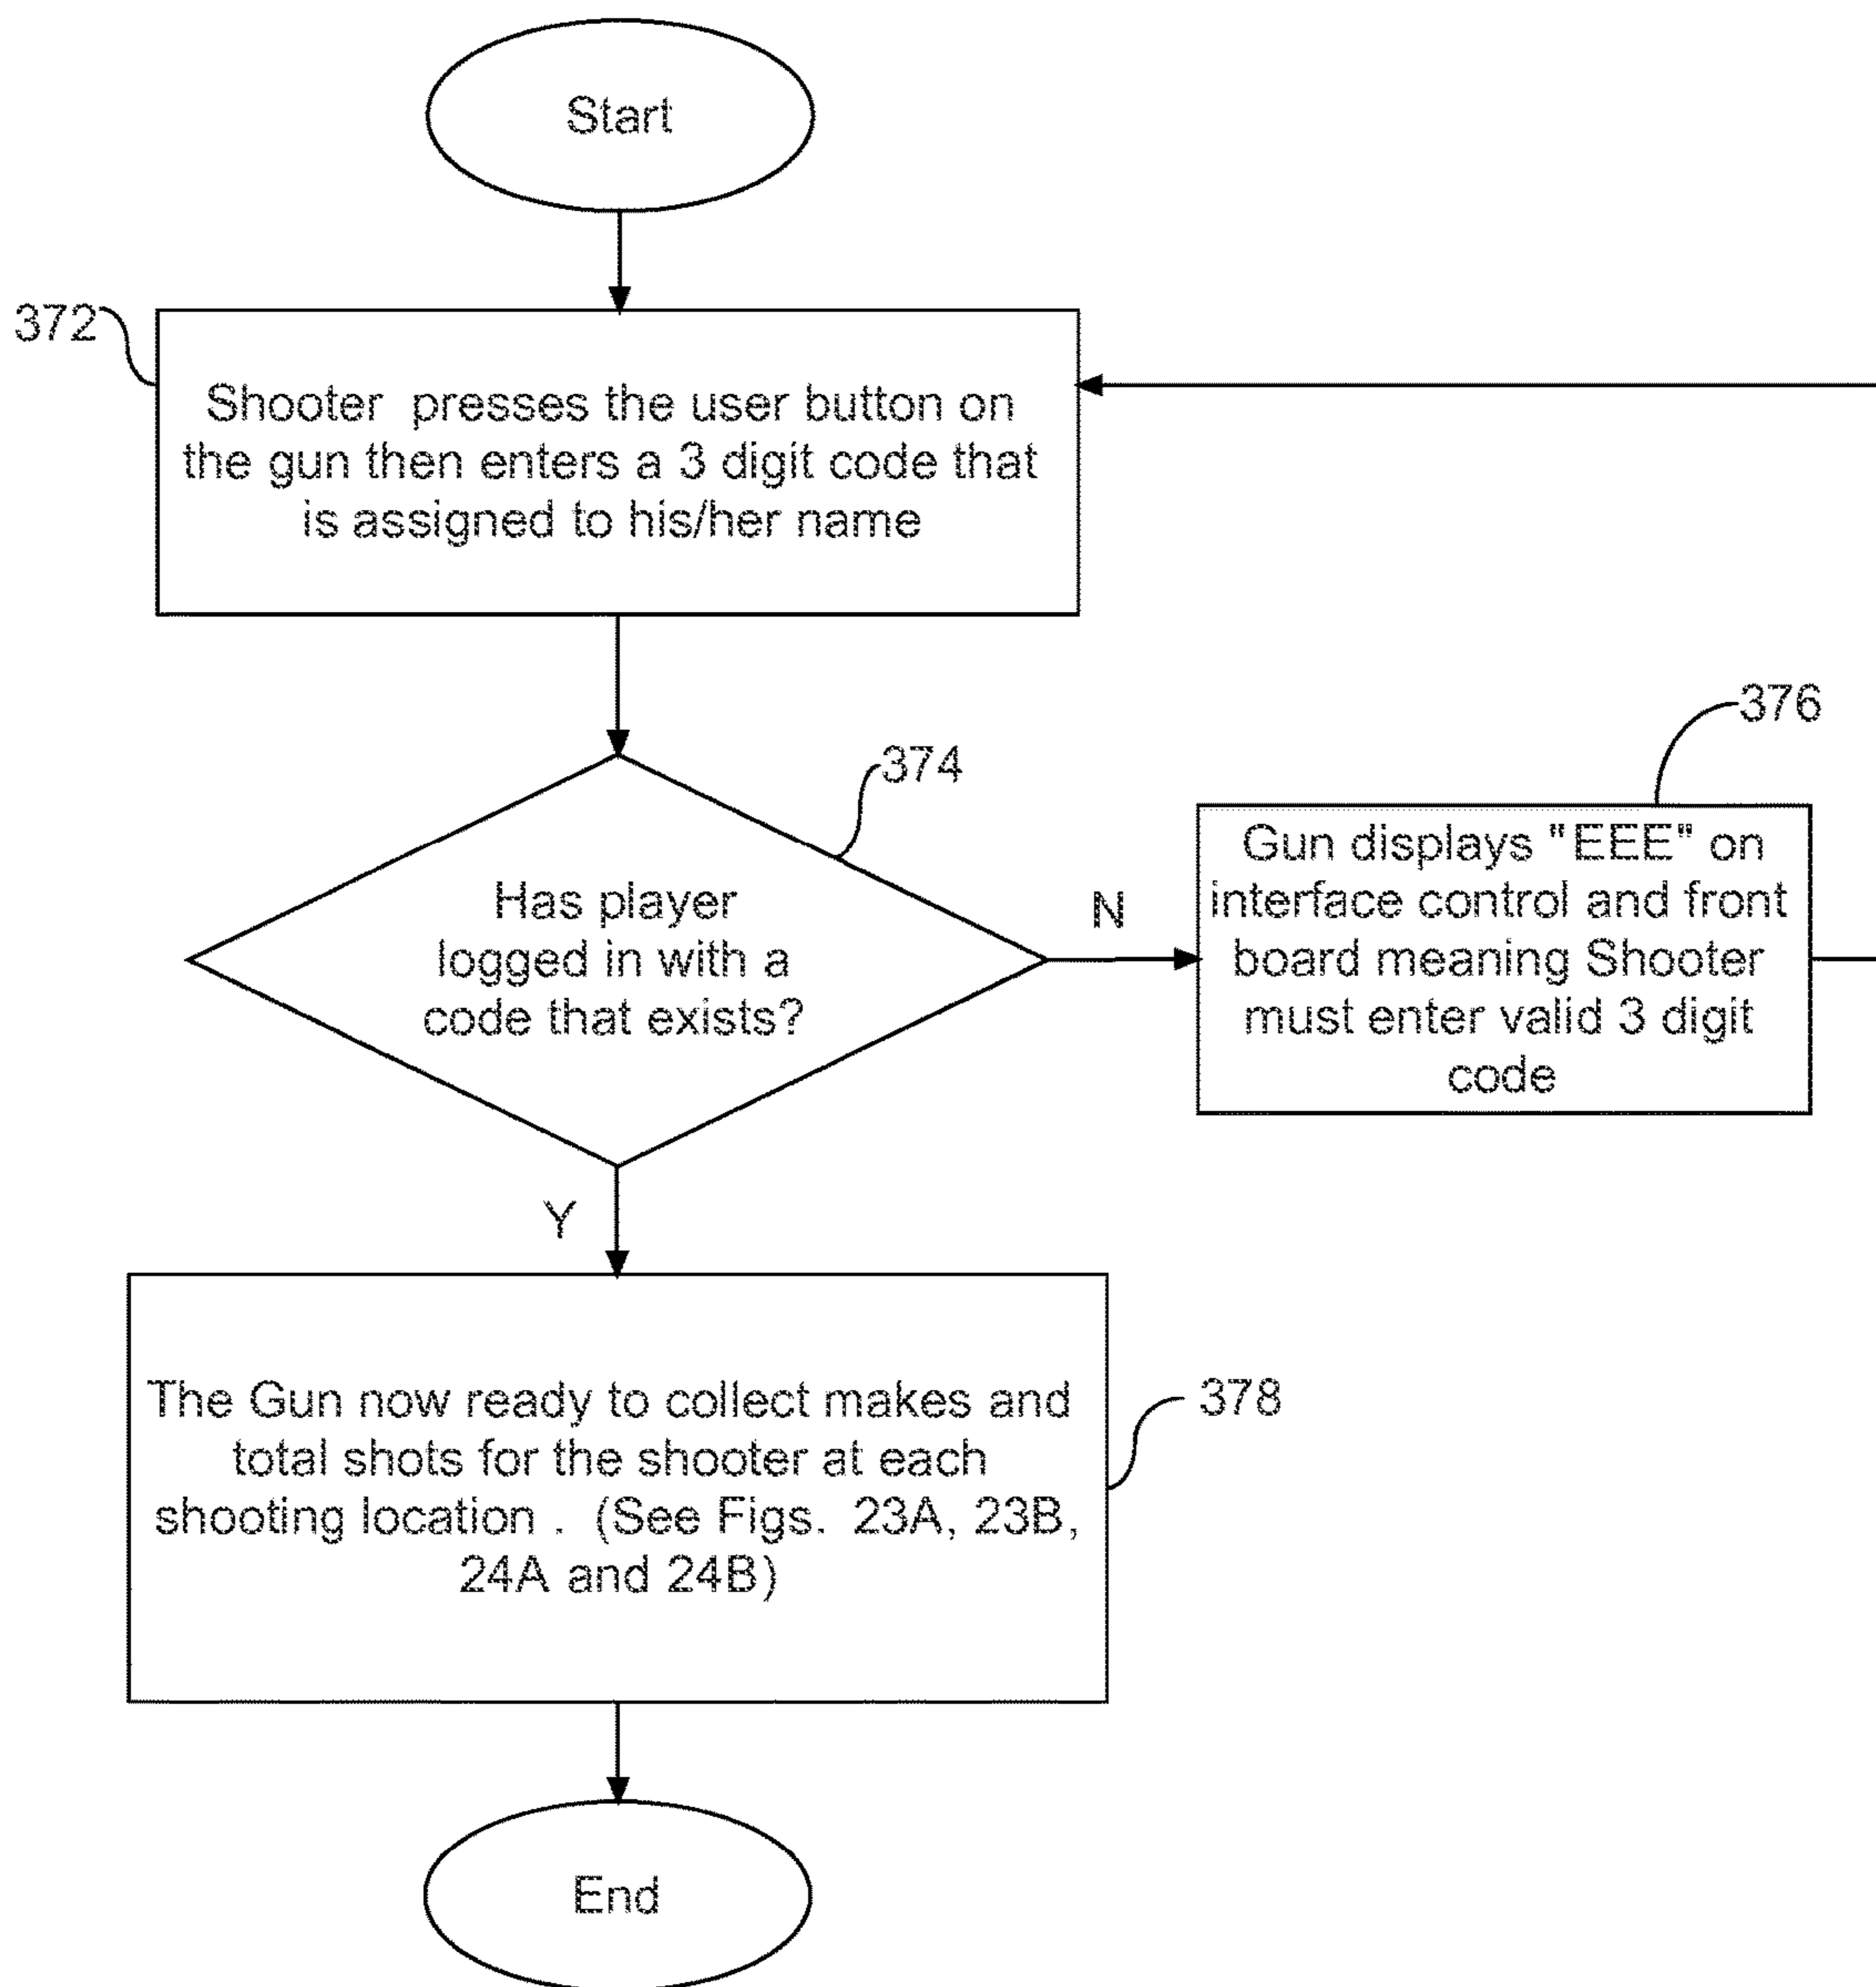 Start
372
Shooter presses the user button on
the gun then enters a 3 digit code that
is assigned to his/her name
374
Has player
logged in with a
code that exists?
N
376
Gun displays "EEE" on
interface control and front
board meaning Shooter
must enter valid 3 digit
code
Y
The Gun now ready to collect makes and
total shots for the shooter at each
shooting location . (See Figs. 23A, 23B,
24A and 24B)
378
End